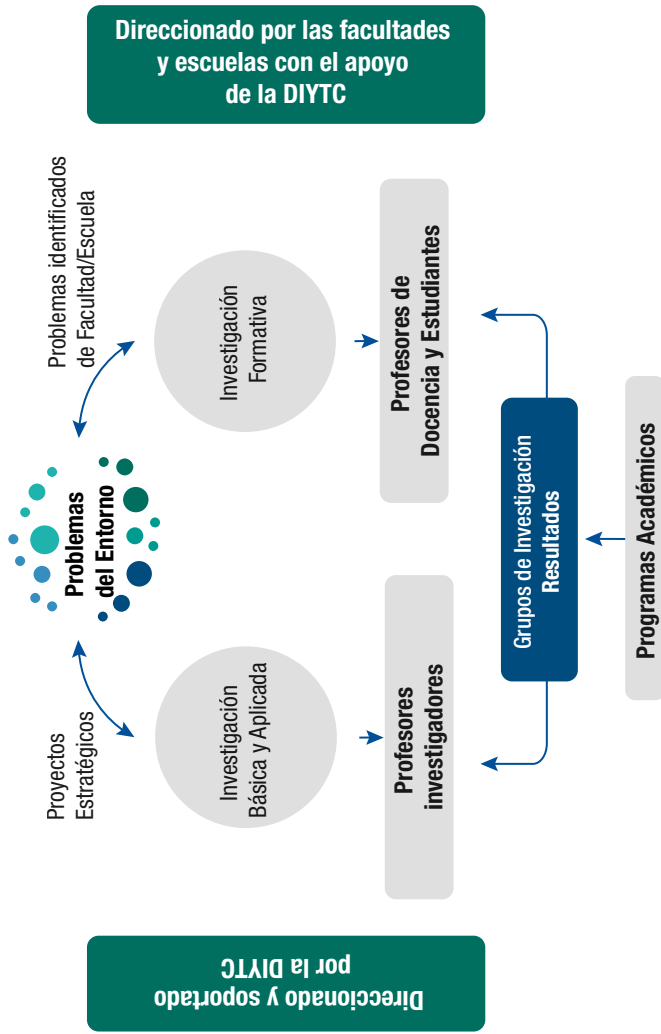 Direccionado y soportado
por la DIYTC
Proyectos
Estratégicos
Problemas
del Entorno
Problemas identificados
de Facultad/Escuela
Investigación
Básica y Aplicada
Investigación
Formativa
Profesores
investigadores
Profesores de
Docencia y Estudiantes
Grupos de Investigación
Resultados
Programas Académicos
Direccionado por las facultades
y escuelas con el apoyo
de la DIYTC